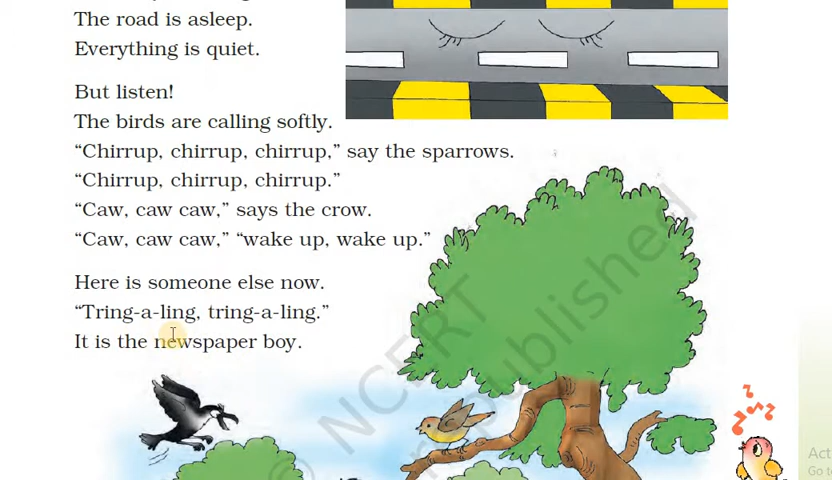 The road is asleep.
Everything is quiet.
But listen!
The birds are calling softly.
“Chirrup, chirrup, chirrup,” say the sparrows.
“Chirrup, chirrup, chirrup.”
“Caw, caw caw,” says the crow.
“Caw, caw caw,” “wake up, wake up.”
Here is someone else now.
“Tring-a-ling, tring-a-ling.”
It is the newspaper boy.
© NCERT
published